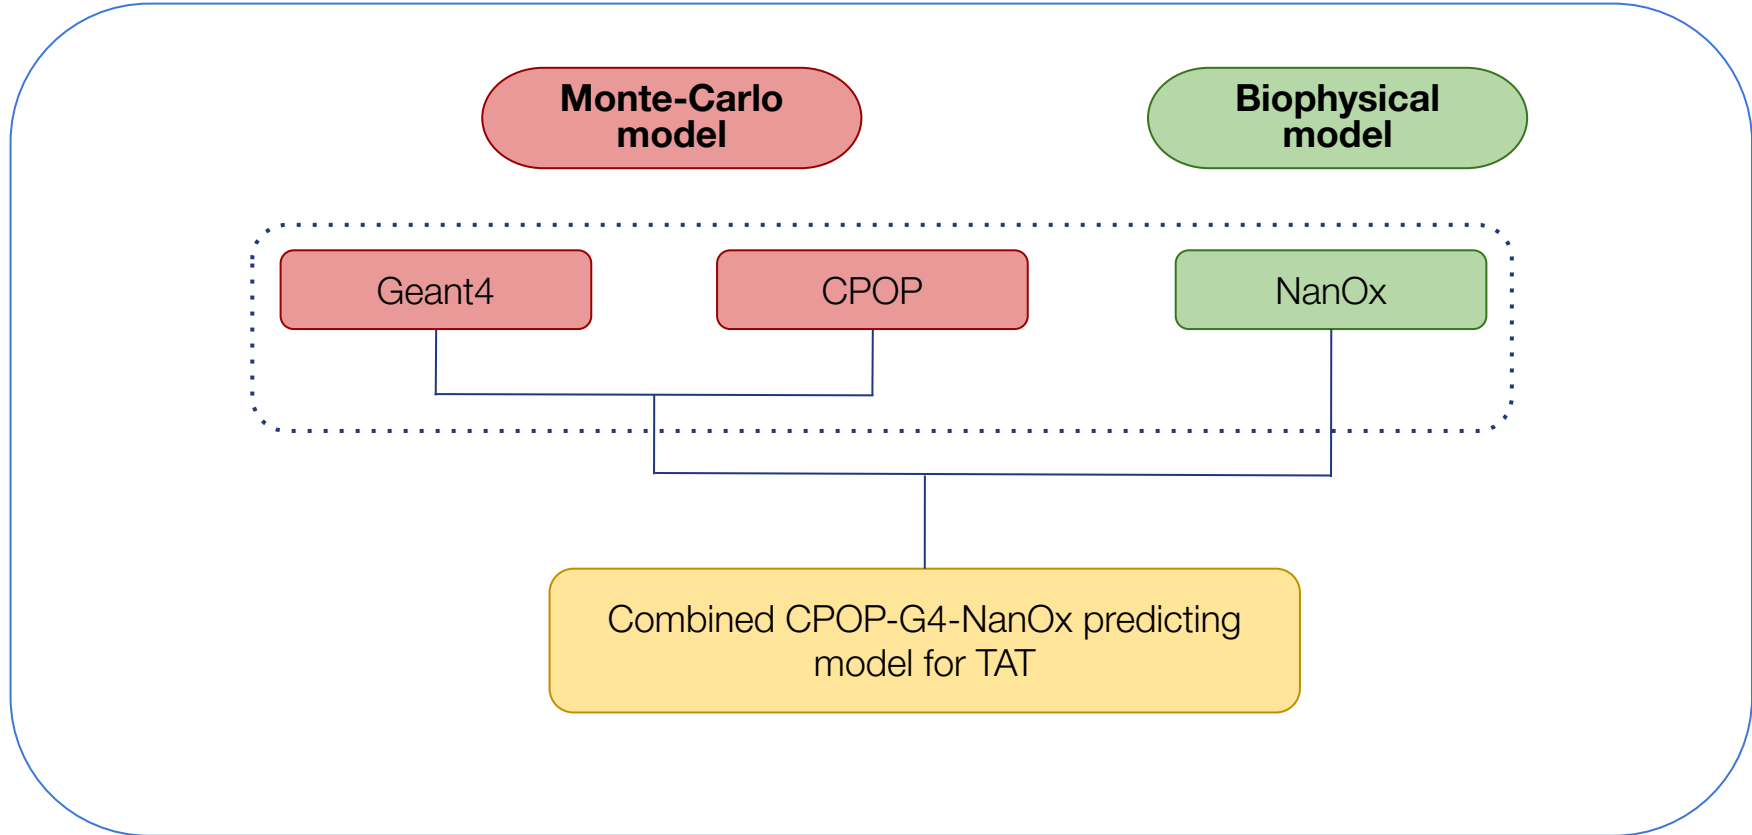 Monte-Carlo
model
Biophysical
model
Geant4
CPOP
NanOx
Combined CPOP-G4-NanOx predicting
model for TAT